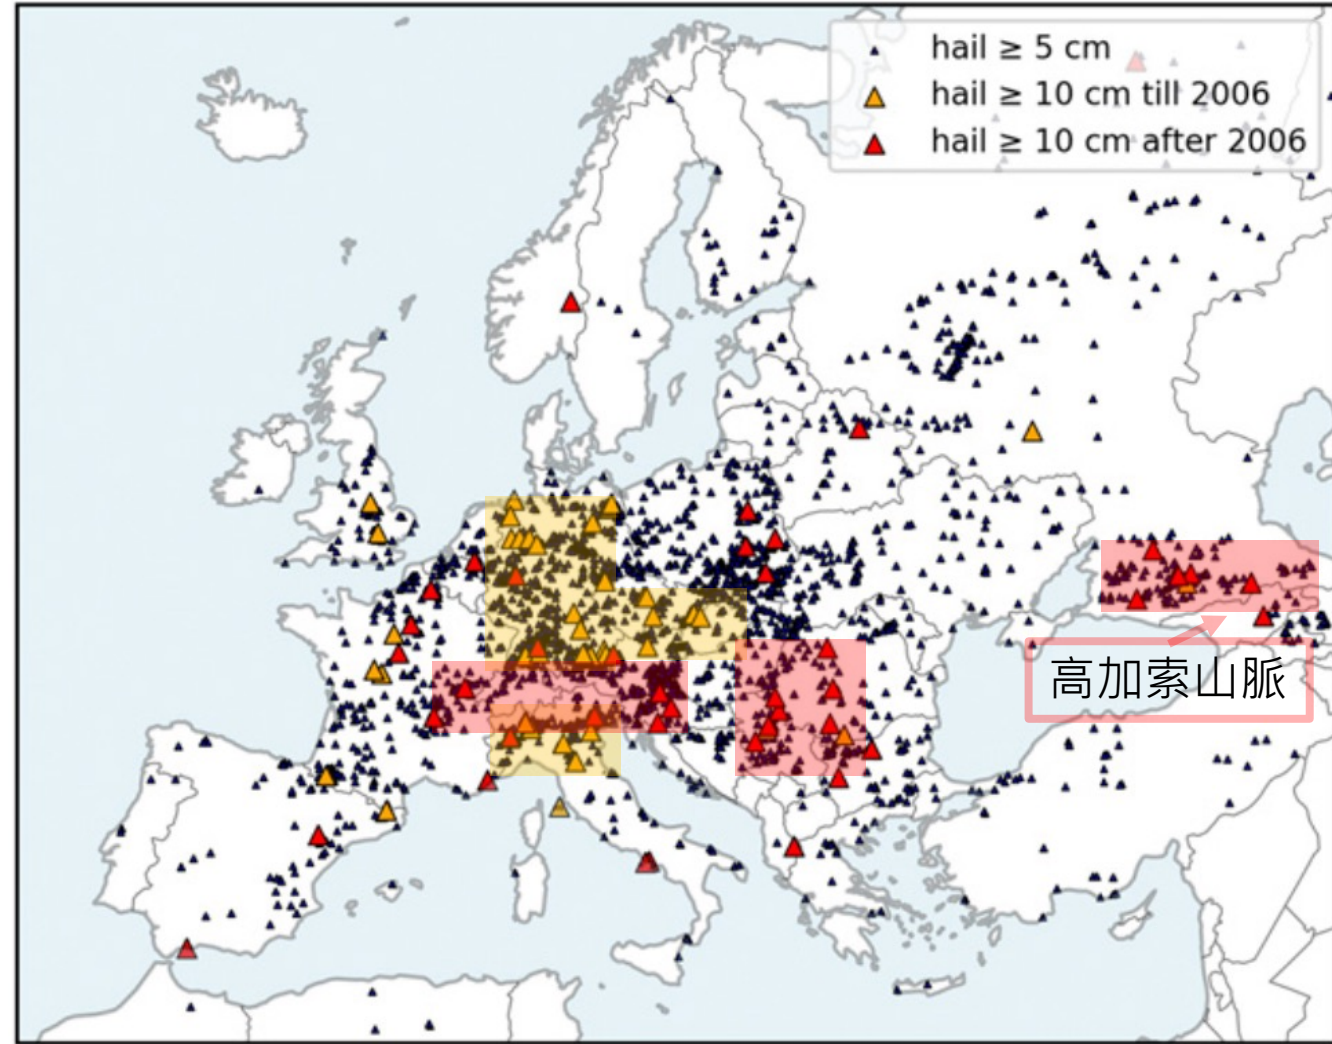 hail ≥ 5 cm
hail ≥ 10 cm till 2006
hail ≥ 10 cm after 2006
高加索山脈